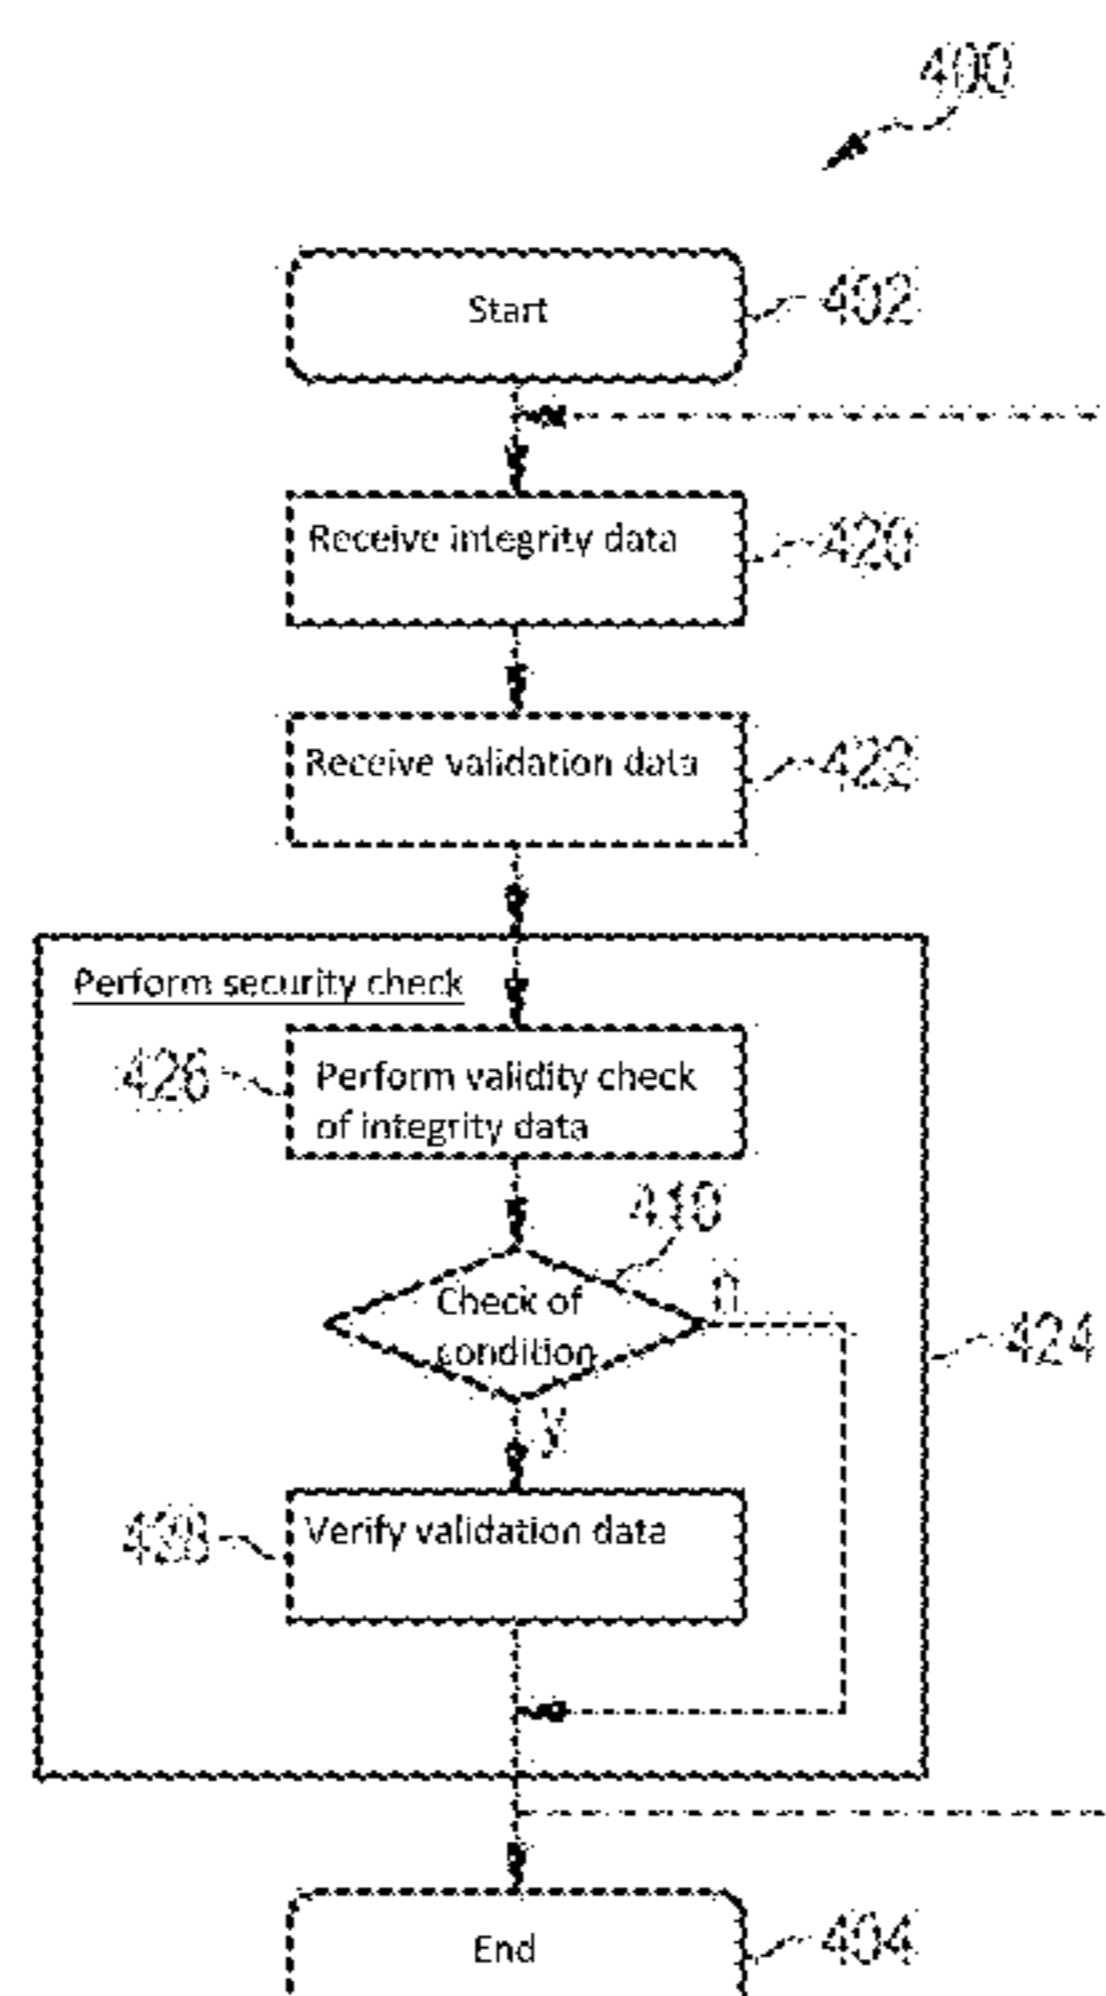 400
Start
402
Receive integrity data
420
Receive validation data
422
Perform security check
426
Perform validity check
of integrity data
410
Check of
condition
n
424
y
Verify validation data
End
404